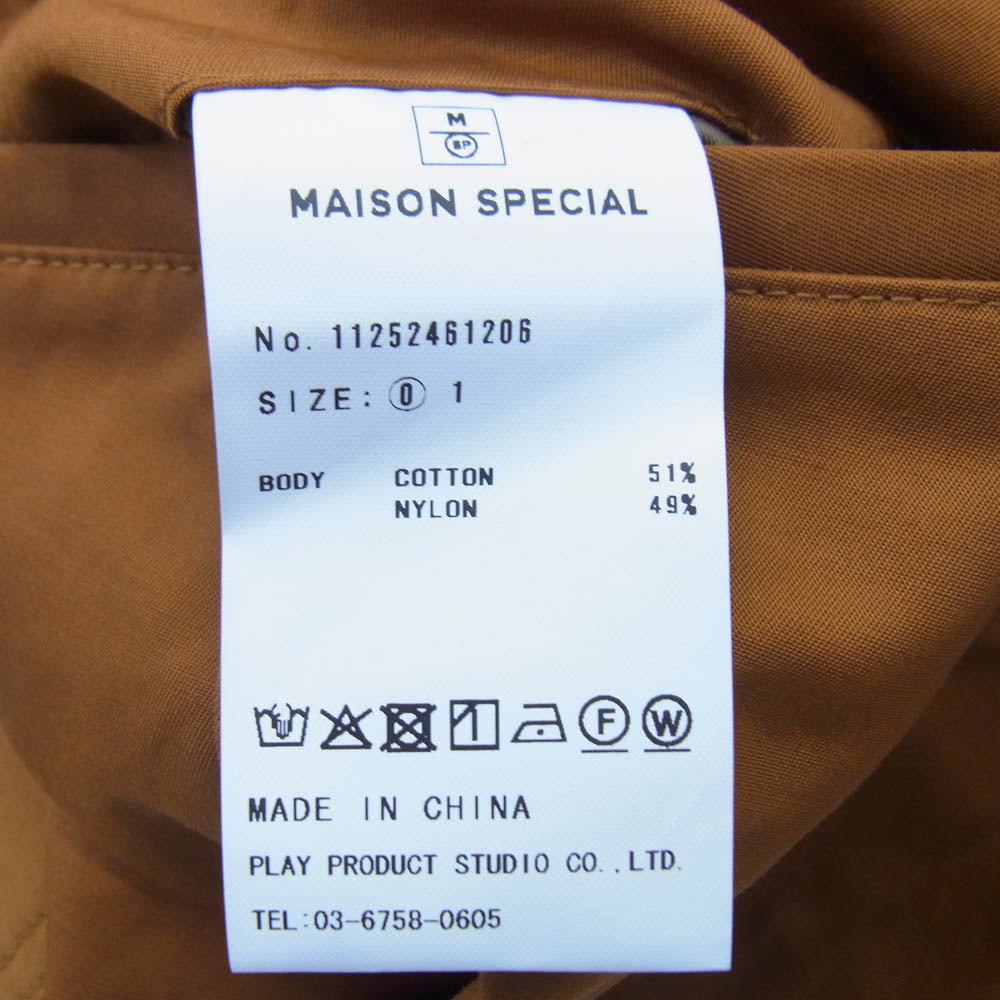 M
SP
MAISON SPECIAL
No. 11252461206
SIZE: 0 1
BODY COTTON 51%
NYLON 49%
F W
MADE IN CHINA
PLAY PRODUCT STUDIO CO.,LTD.
TEL:03-6758-0605